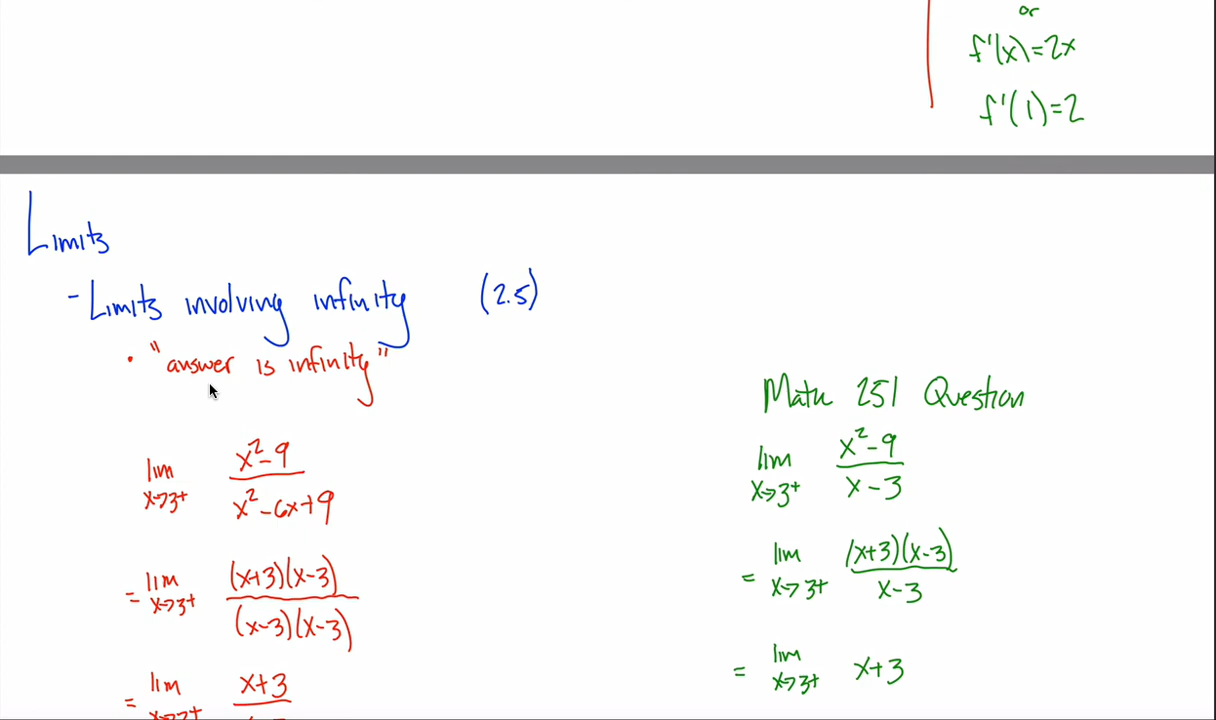 or
f'(x)=2x
f'(1)=2
Limits
- Limits involving infinity (2.5)
• "answer is infinity"
lim x→3+ (x²-9)/(x²-6x+9)
= lim x→3+ ((x+3)(x-3))/((x-3)(x-3))
= lim x→3+ x+3
Math 251 Question
lim x→3+ (x²-9)/(x-3)
= lim x→3+ ((x+3)(x-3))/(x-3)
= lim x→3+ x+3